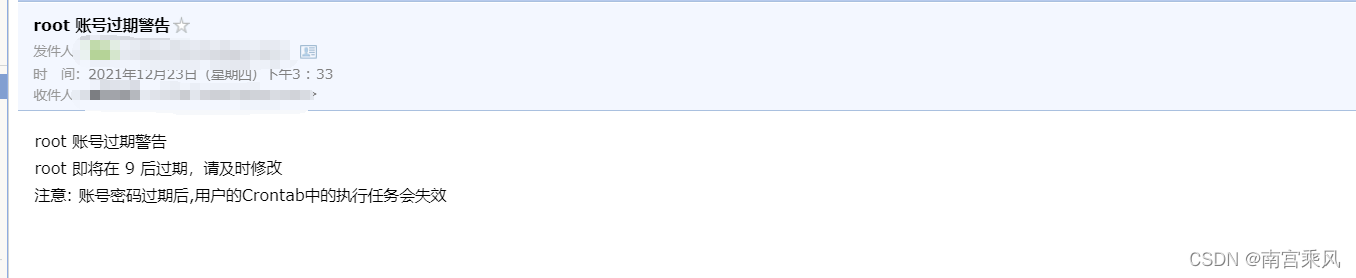 root 账号过期警告
发件人
时 间：2021年12月23日（星期四）下午3：33
收件人
root 账号过期警告
root 即将在 9 后过期，请及时修改
注意: 账号密码过期后,用户的Crontab中的执行任务会失效
CSDN @南宫乘风